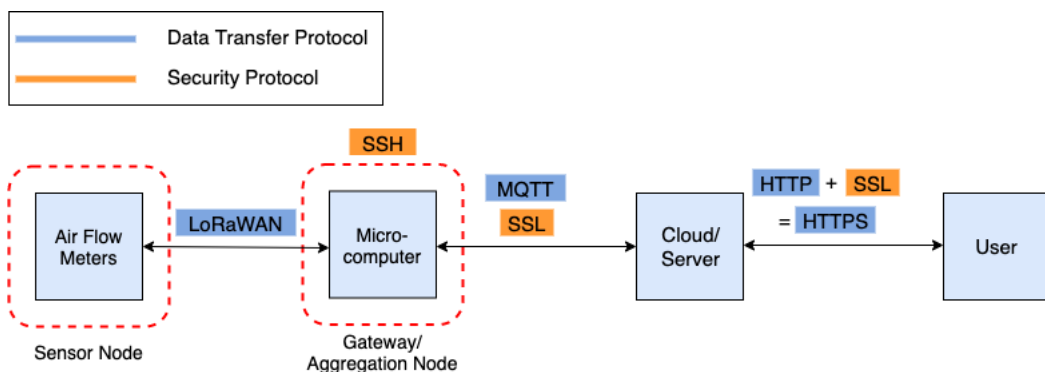 Data Transfer Protocol
Security Protocol
SSH
MQTT
HTTP + SSL
LoRaWAN
SSL
= HTTPS
Air Flow
Meters
Micro-
computer
Cloud/
Server
User
Sensor Node
Gateway/
Aggregation Node